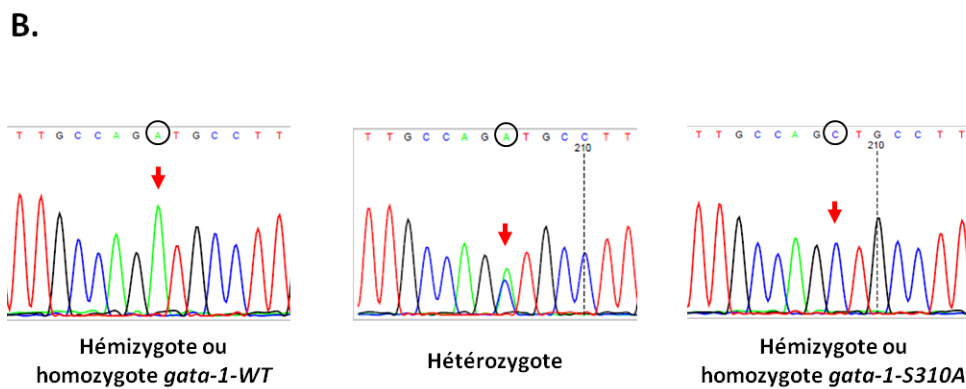 B.
T T G C C A G A T G C C T T
T T G C C A G A T G C C T T
210
T T G C C A G C T G C C T T
210
Hémizygote ou
homozygote gata-1-WT
Hétérozygote
Hémizygote ou
homozygote gata-1-S310A